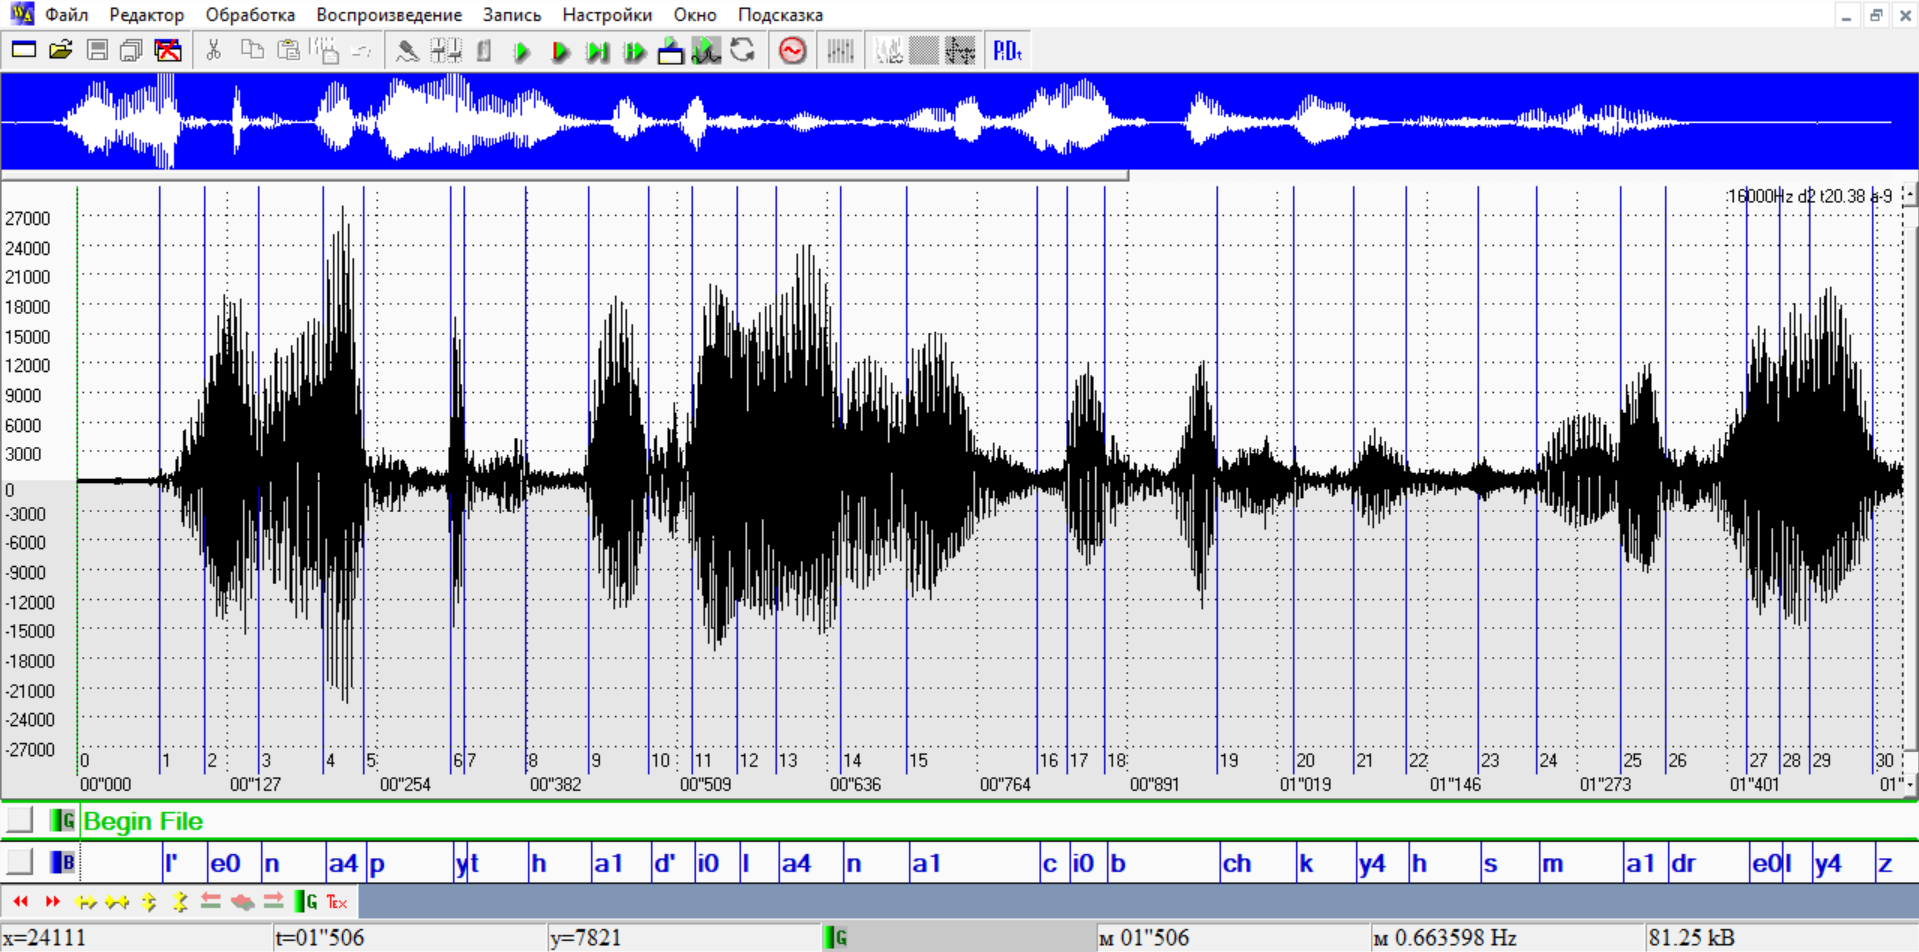 Файл Редактор Обработка Воспроизведение Запись Настройки Окно Подсказка
P.I.Dt
16000Hz d2 t20.38 a-9
27000
24000
21000
18000
15000
12000
9000
6000
3000
0
-3000
-6000
-9000
-12000
-15000
-18000
-21000
-24000
-27000
0 1 2 3 4 5 6 7 8 9 10 11 12 13 14 15 16 17 18 19 20 21 22 23 24 25 26 27 28 29 30
00"000 00"127 00"254 00"382 00"509 00"636 00"764 00"891 01"019 01"146 01"273 01"401 01"
G Begin File
B l' e0 n a4 p y t h a1 d' i0 l a4 n a1 c i0 b ch k y4 h s m a1 dr e0 l y4 z
G TEX
x=24111 t=01"506 y=7821 G м 01"506 м 0.663598 Hz 81.25 kB